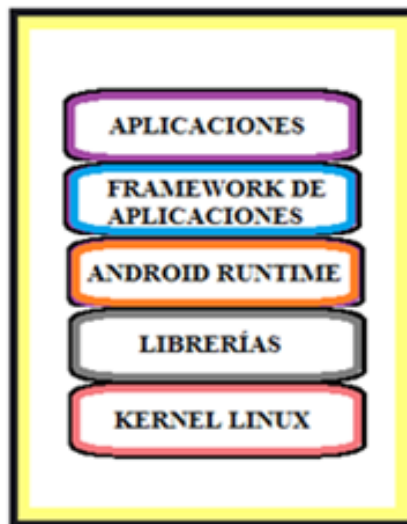 APLICACIONES
FRAMEWORK DE
APLICACIONES
ANDROID RUNTIME
LIBRERÍAS
KERNEL LINUX